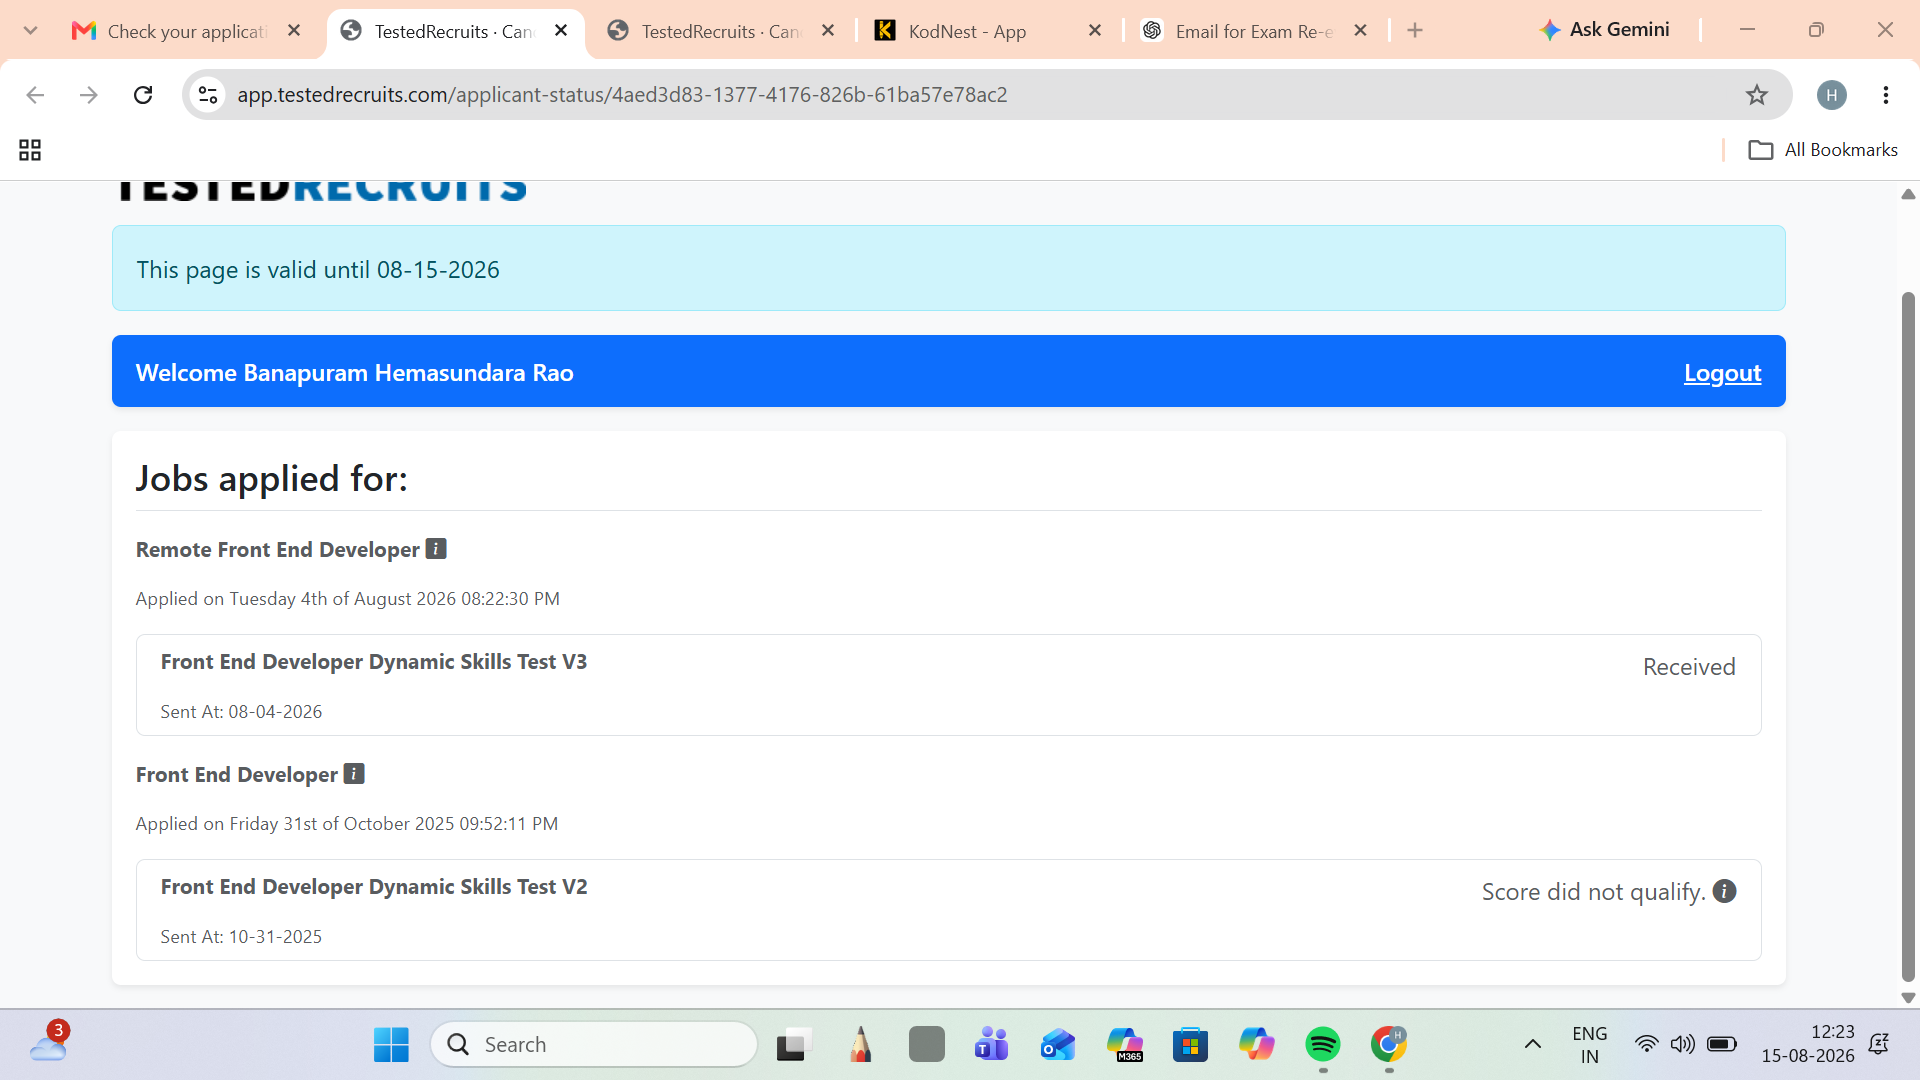 Check your applicati
TestedRecruits · Can
TestedRecruits · Can
KodNest - App
Email for Exam Re-e
Ask Gemini
app.testedrecruits.com/applicant-status/4aed3d83-1377-4176-826b-61ba57e78ac2
H
All Bookmarks
TESTEDRECRUITS
This page is valid until 08-15-2026
Welcome Banapuram Hemasundara Rao
Logout
Jobs applied for:
Remote Front End Developer
Applied on Tuesday 4th of August 2026 08:22:30 PM
Front End Developer Dynamic Skills Test V3
Received
Sent At: 08-04-2026
Front End Developer
Applied on Friday 31st of October 2025 09:52:11 PM
Front End Developer Dynamic Skills Test V2
Score did not qualify.
Sent At: 10-31-2025
3
Search
M365
H
ENG
IN
12:23
15-08-2026